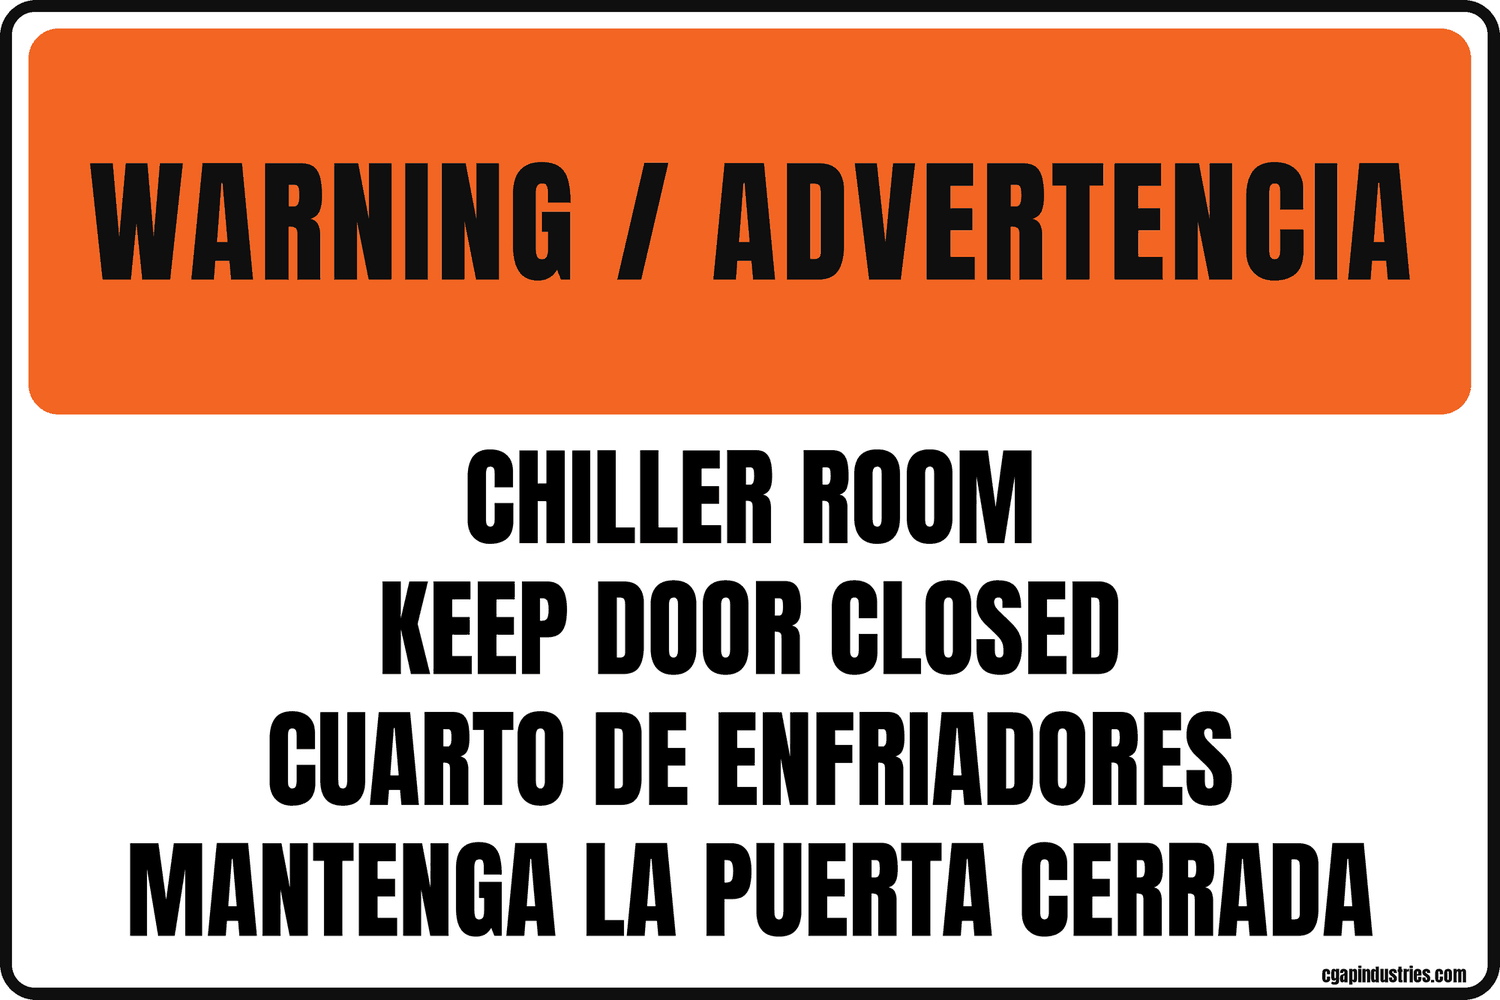 WARNING / ADVERTENCIA
CHILLER ROOM
KEEP DOOR CLOSED
CUARTO DE ENFRIADORES
MANTENGA LA PUERTA CERRADA
cgapindustries.com